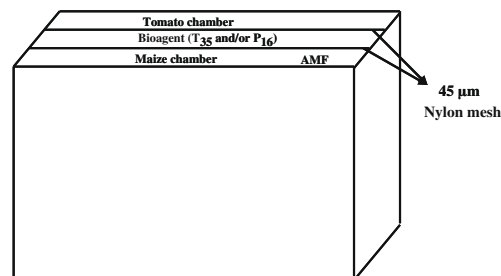 Tomato chamber
Bioagent (T35 and/or P16)
Maize chamber AMF
45 µm
Nylon mesh